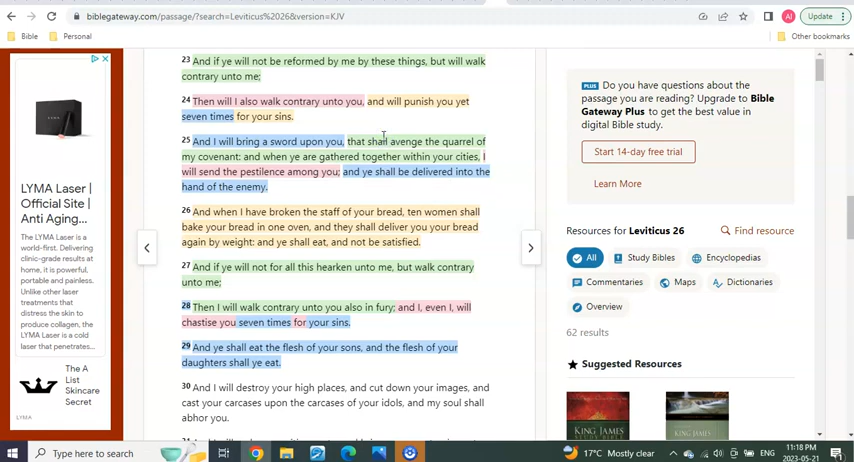 biblegateway.com/passage/?search=Leviticus%2026&version=KJV
AI
Update
Bible
Personal
Other bookmarks
LYMA Laser |
Official Site |
Anti Aging...
The LYMA Laser is a
world-first. Delivering
clinic-grade results at
home, it is powerful,
portable and painless.
Unlike other laser
treatments that
distress the skin to
produce collagen, the
LYMA Laser is a cold
laser that penetrates...
The A
List
Skincare
Secret
LYMA
23 And if ye will not be reformed by me by these things, but will walk
contrary unto me;
24 Then will I also walk contrary unto you, and will punish you yet
seven times for your sins.
25 And I will bring a sword upon you, that shall avenge the quarrel of
my covenant: and when ye are gathered together within your cities, I
will send the pestilence among you; and ye shall be delivered into the
hand of the enemy.
26 And when I have broken the staff of your bread, ten women shall
bake your bread in one oven, and they shall deliver you your bread
again by weight: and ye shall eat, and not be satisfied.
27 And if ye will not for all this hearken unto me, but walk contrary
unto me;
28 Then I will walk contrary unto you also in fury; and I, even I, will
chastise you seven times for your sins.
29 And ye shall eat the flesh of your sons, and the flesh of your
daughters shall ye eat.
30 And I will destroy your high places, and cut down your images, and
cast your carcases upon the carcases of your idols, and my soul shall
abhor you.
PLUS Do you have questions about the
passage you are reading? Upgrade to Bible
Gateway Plus to get the best value in
digital Bible study.
Start 14-day free trial
Learn More
Resources for Leviticus 26
Find resource
All
Study Bibles
Encyclopedias
Commentaries
Maps
Dictionaries
Overview
62 results
Suggested Resources
KING JAMES
KING JAMES
Type here to search
17°C Mostly clear
ENG
11:18 PM
2023-05-21